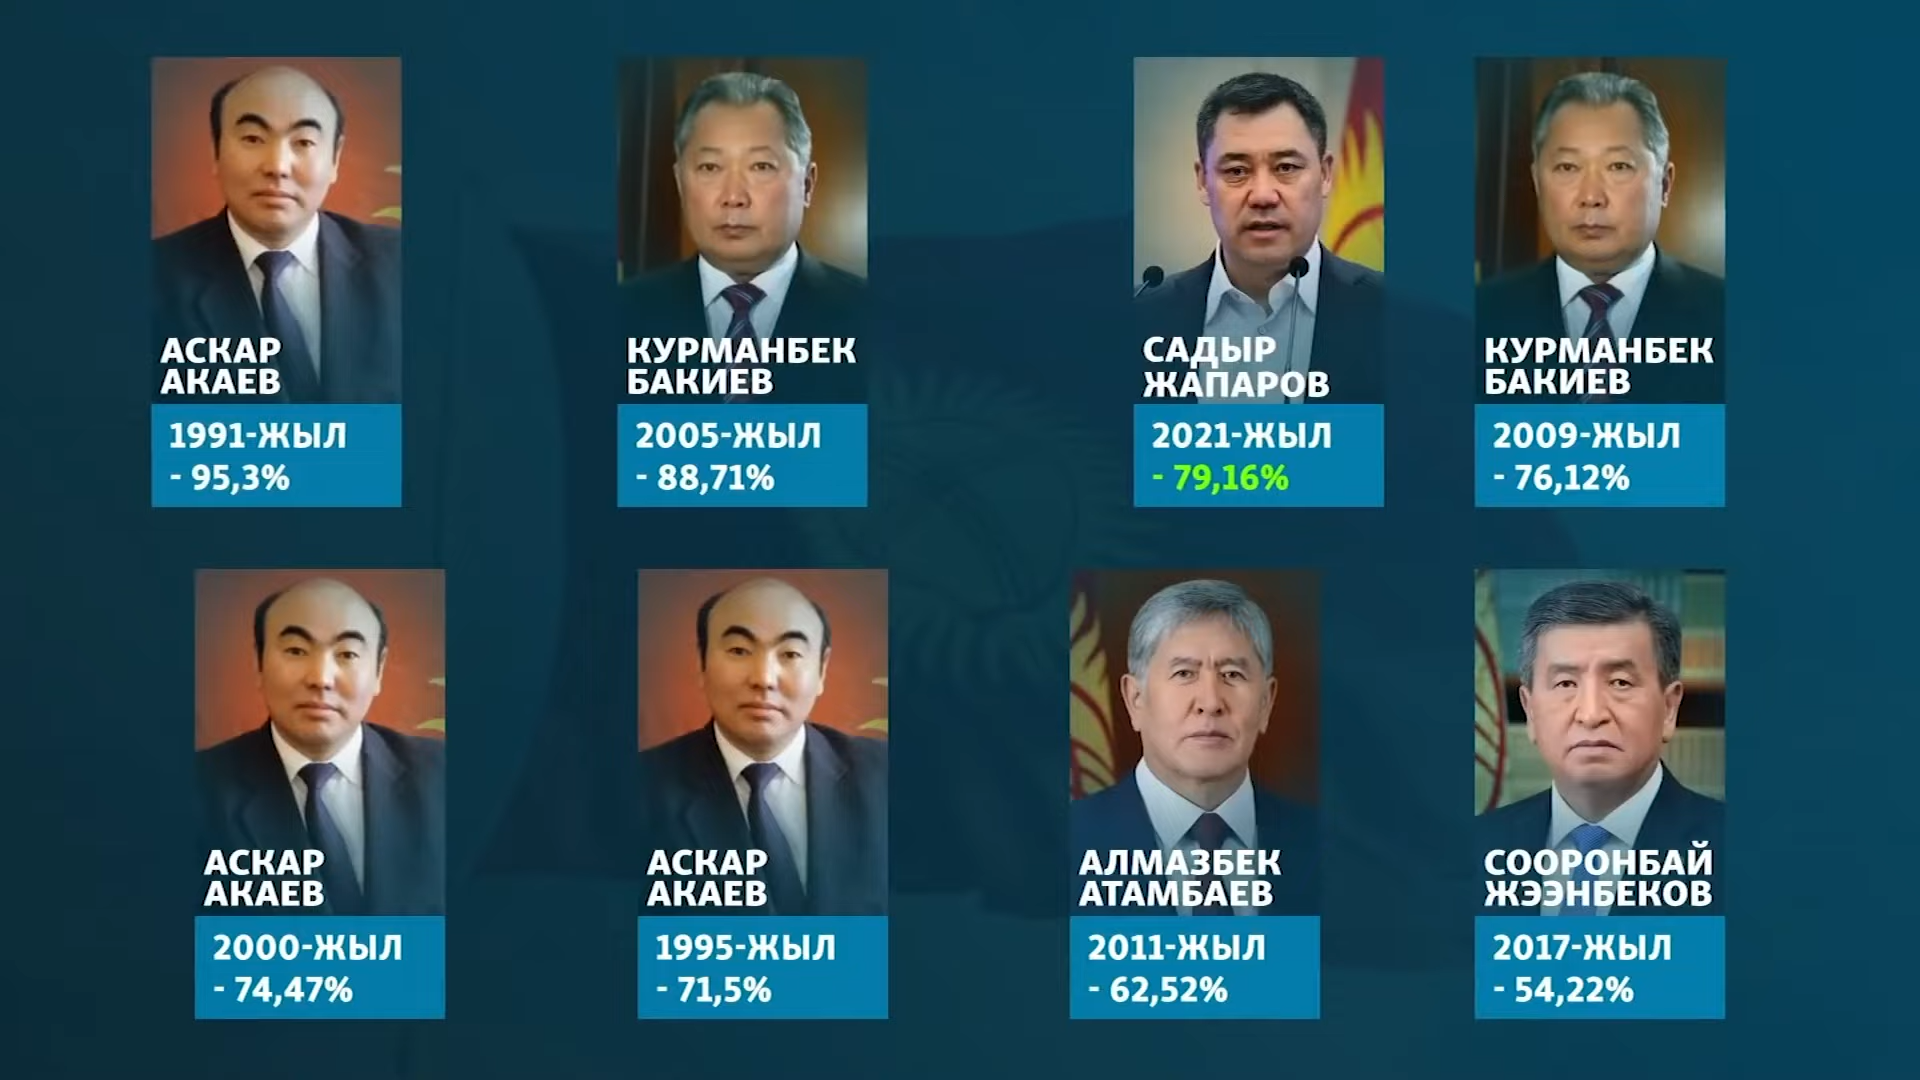 АСКАР
АКАЕВ
1991-ЖЫЛ
- 95,3%
КУРМАНБЕК
БАКИЕВ
2005-ЖЫЛ
- 88,71%
САДЫР
ЖАПАРОВ
2021-ЖЫЛ
- 79,16%
КУРМАНБЕК
БАКИЕВ
2009-ЖЫЛ
- 76,12%
АСКАР
АКАЕВ
2000-ЖЫЛ
- 74,47%
АСКАР
АКАЕВ
1995-ЖЫЛ
- 71,5%
АЛМАЗБЕК
АТАМБАЕВ
2011-ЖЫЛ
- 62,52%
СООРОНБАЙ
ЖЭЭНБЕКОВ
2017-ЖЫЛ
- 54,22%